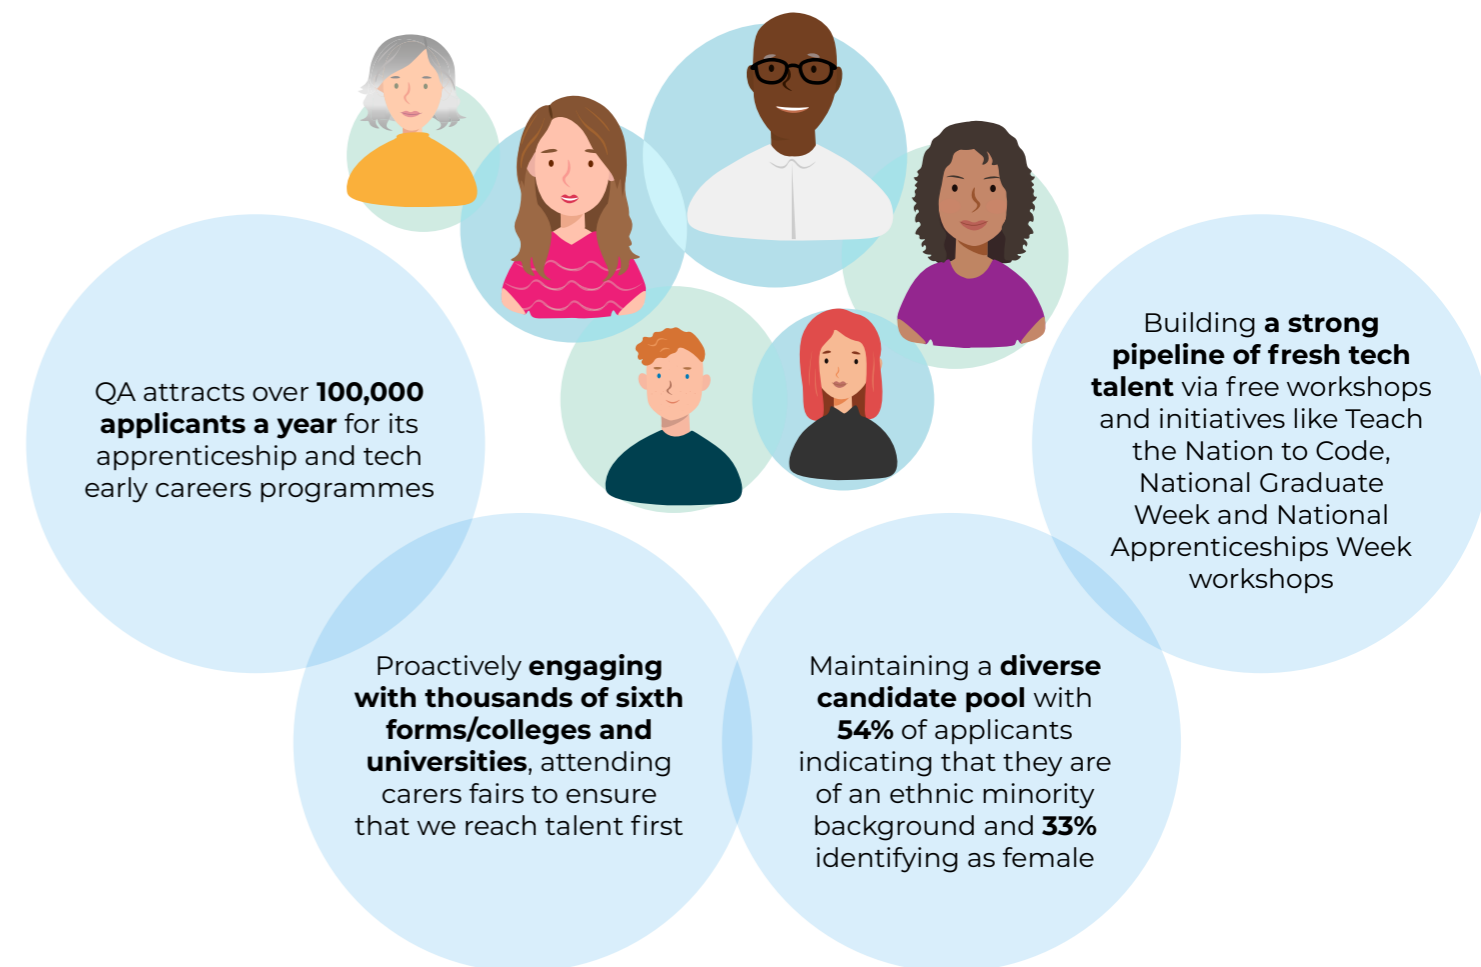 QA attracts over 100,000
applicants a year for its
apprenticeship and tech
early careers programmes
Proactively engaging
with thousands of sixth
forms/colleges and
universities, attending
carers fairs to ensure
that we reach talent first
Maintaining a diverse
candidate pool with
54% of applicants
indicating that they are
of an ethnic minority
background and 33%
identifying as female
Building a strong
pipeline of fresh tech
talent via free workshops
and initiatives like Teach
the Nation to Code,
National Graduate
Week and National
Apprenticeships Week
workshops